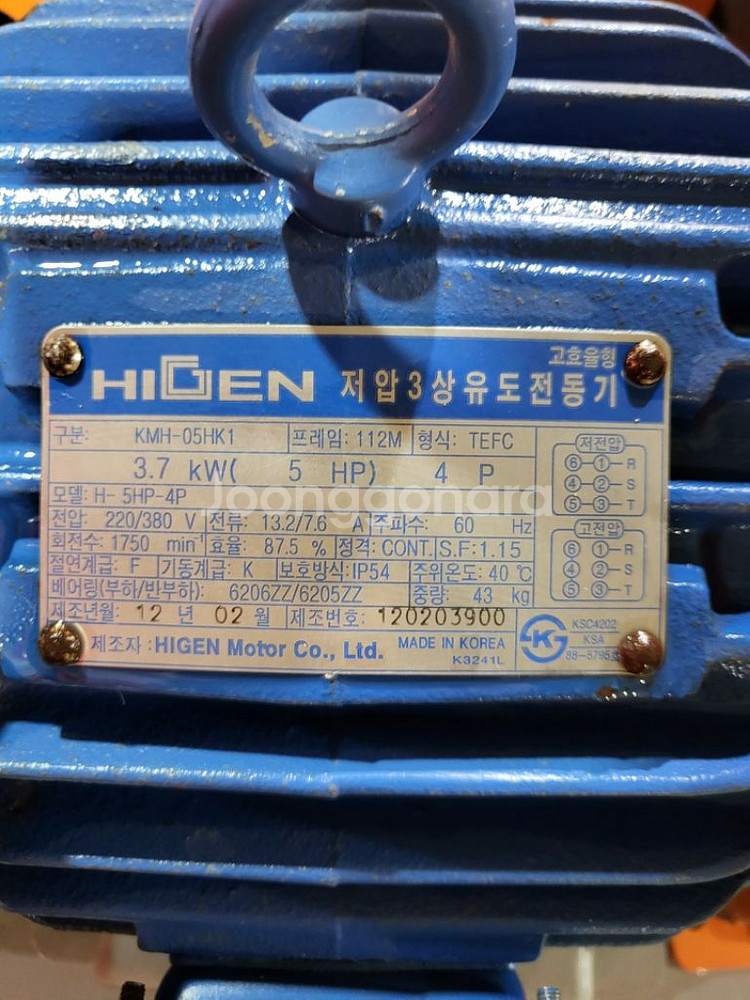 고효율형
HIGEN 저압3상유도전동기
구분: KMH-05HK1 프레임: 112M 형식: TEFC
3.7 kW( 5 HP) 4 P
모델: H- 5HP-4P
전압: 220/380 V 전류: 13.2/7.6 A 주파수: 60 Hz
회전수: 1750 min-1 효율: 87.5 % 정격: CONT. S.F: 1.15
절연계급: F 기동계급: K 보호방식: IP54 주위온도: 40 ℃
베어링(부하/반부하): 6206ZZ/6205ZZ 중량: 43 kg
제조년월: 12 년 02 월 제조번호: 120203900
제조자: HIGEN Motor Co., Ltd. MADE IN KOREA
K3241L
저전압
⑥-①-R
④-②-S
⑤-③-T
고전압
⑥ ①-R
④ ②-S
⑤ ③-T
KSC4202
KSA
88-5795호
Joonggonara